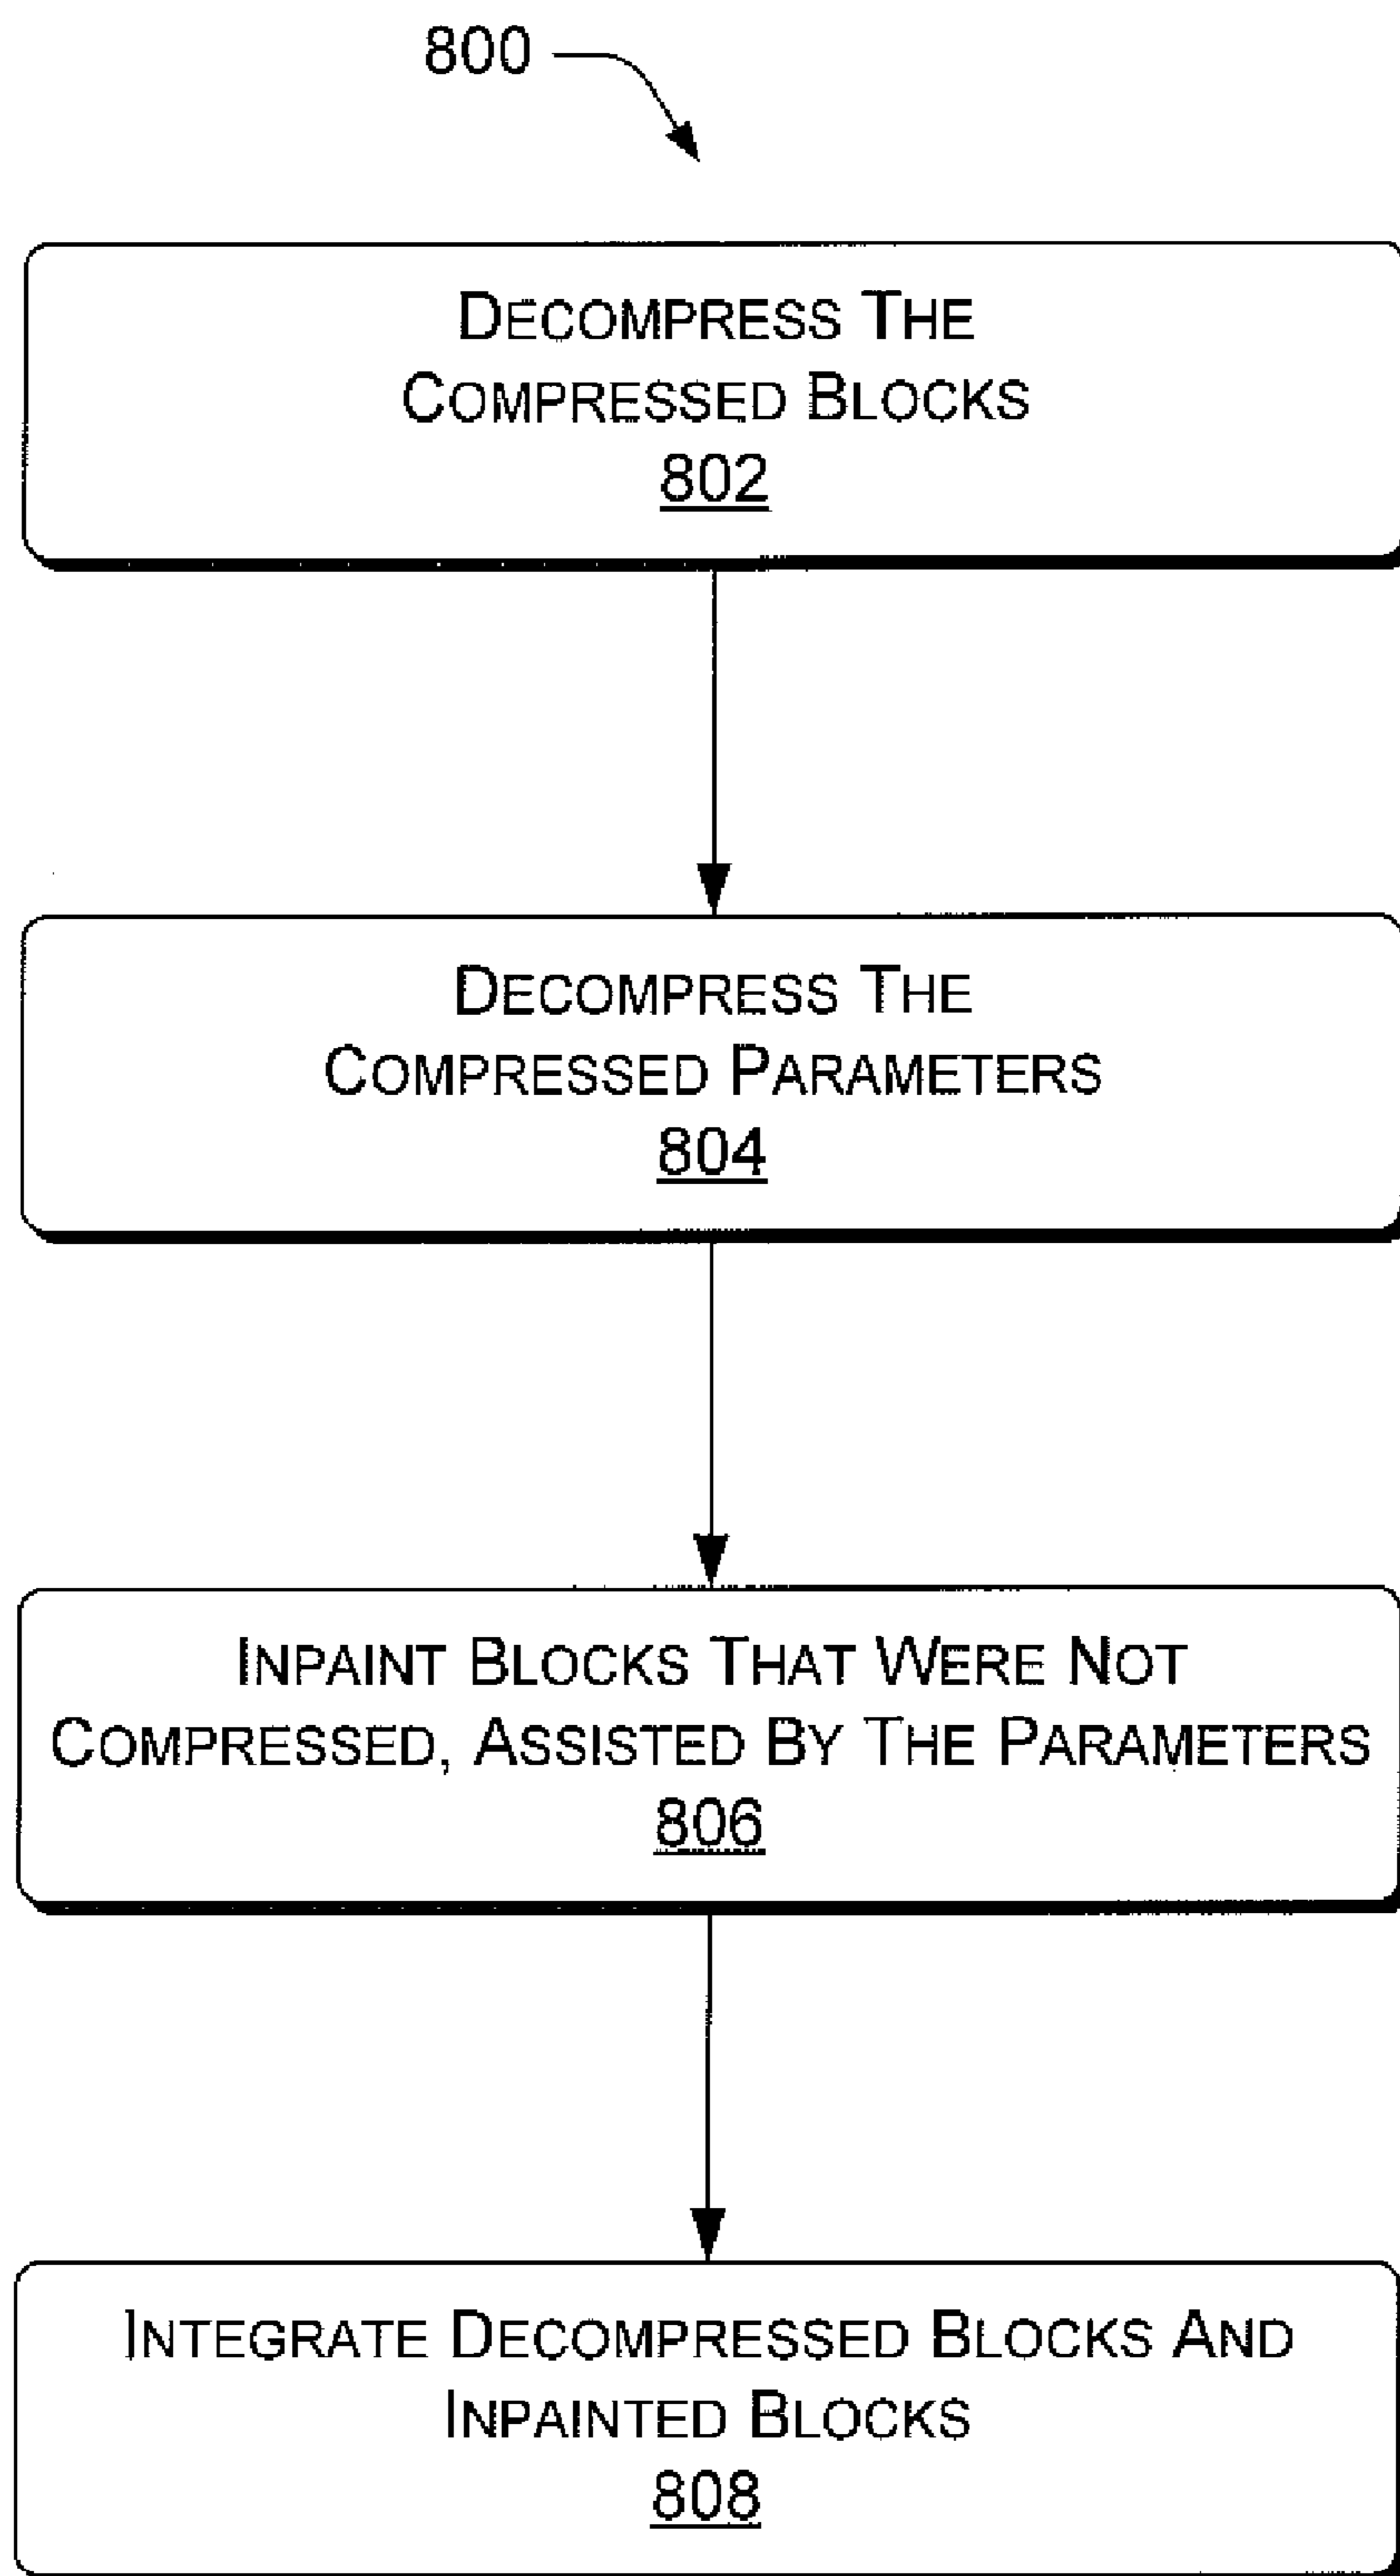 800
DECOMPRESS THE
COMPRESSED BLOCKS
802
DECOMPRESS THE
COMPRESSED PARAMETERS
804
INPAINT BLOCKS THAT WERE NOT
COMPRESSED, ASSISTED BY THE PARAMETERS
806
INTEGRATE DECOMPRESSED BLOCKS AND
INPAINTED BLOCKS
808